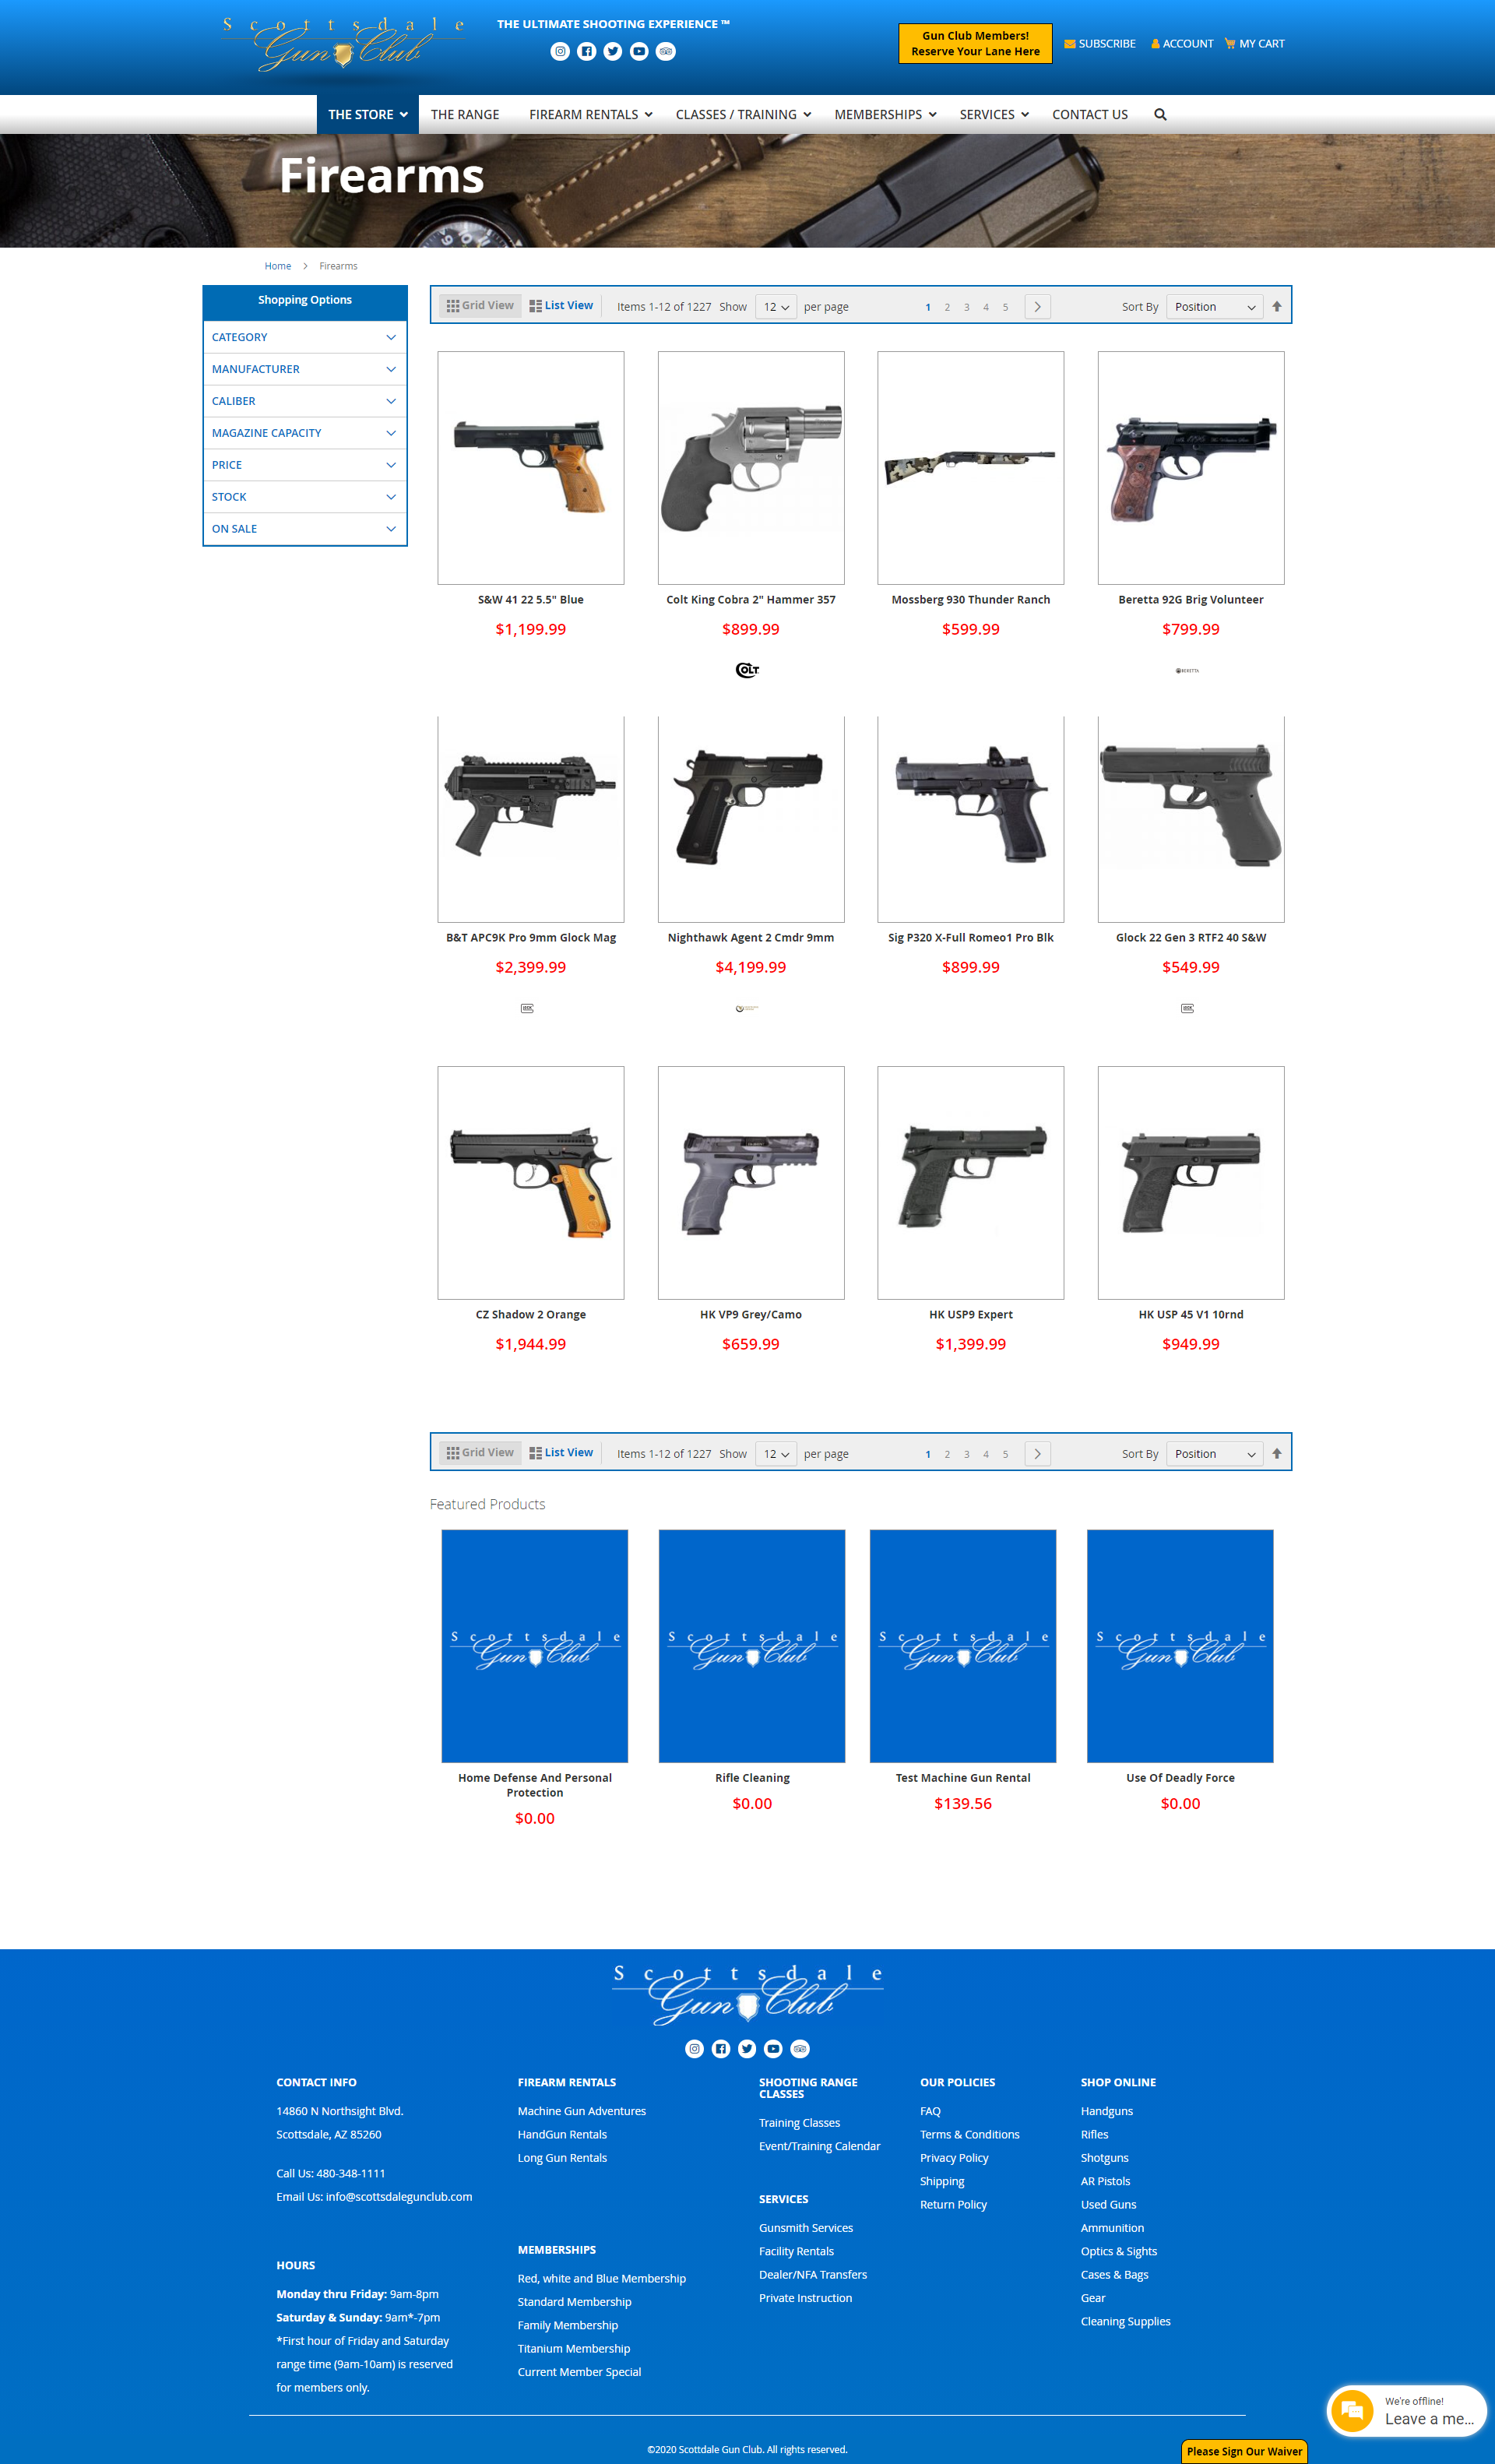 Scottsdale
Gun Club
THE ULTIMATE SHOOTING EXPERIENCE ™
Gun Club Members!
Reserve Your Lane Here
SUBSCRIBE
ACCOUNT
MY CART
THE STORE
THE RANGE
FIREARM RENTALS
CLASSES / TRAINING
MEMBERSHIPS
SERVICES
CONTACT US
Firearms
Home > Firearms
Shopping Options
CATEGORY
MANUFACTURER
CALIBER
MAGAZINE CAPACITY
PRICE
STOCK
ON SALE
Grid View List View Items 1-12 of 1227 Show 12 per page 1 2 3 4 5 Sort By Position
S&W 41 22 5.5" Blue
$1,199.99
Colt King Cobra 2" Hammer 357
$899.99
COLT
Mossberg 930 Thunder Ranch
$599.99
Beretta 92G Brig Volunteer
$799.99
BERETTA
B&T APC9K Pro 9mm Glock Mag
$2,399.99
GLOCK
Nighthawk Agent 2 Cmdr 9mm
$4,199.99
Sig P320 X-Full Romeo1 Pro Blk
$899.99
Glock 22 Gen 3 RTF2 40 S&W
$549.99
GLOCK
CZ Shadow 2 Orange
$1,944.99
HK VP9 Grey/Camo
$659.99
HK USP9 Expert
$1,399.99
HK USP 45 V1 10rnd
$949.99
Grid View List View Items 1-12 of 1227 Show 12 per page 1 2 3 4 5 Sort By Position
Featured Products
Scottsdale
Gun Club
Home Defense And Personal
Protection
$0.00
Scottsdale
Gun Club
Rifle Cleaning
$0.00
Scottsdale
Gun Club
Test Machine Gun Rental
$139.56
Scottsdale
Gun Club
Use Of Deadly Force
$0.00
Scottsdale
Gun Club
CONTACT INFO
14860 N Northsight Blvd.
Scottsdale, AZ 85260
Call Us: 480-348-1111
Email Us: info@scottsdalegunclub.com
HOURS
Monday thru Friday: 9am-8pm
Saturday & Sunday: 9am*-7pm
*First hour of Friday and Saturday
range time (9am-10am) is reserved
for members only.
FIREARM RENTALS
Machine Gun Adventures
HandGun Rentals
Long Gun Rentals
MEMBERSHIPS
Red, white and Blue Membership
Standard Membership
Family Membership
Titanium Membership
Current Member Special
SHOOTING RANGE
CLASSES
Training Classes
Event/Training Calendar
SERVICES
Gunsmith Services
Facility Rentals
Dealer/NFA Transfers
Private Instruction
OUR POLICIES
FAQ
Terms & Conditions
Privacy Policy
Shipping
Return Policy
SHOP ONLINE
Handguns
Rifles
Shotguns
AR Pistols
Used Guns
Ammunition
Optics & Sights
Cases & Bags
Gear
Cleaning Supplies
We're offline!
Leave a me...
©2020 Scottdale Gun Club. All rights reserved.
Please Sign Our Waiver